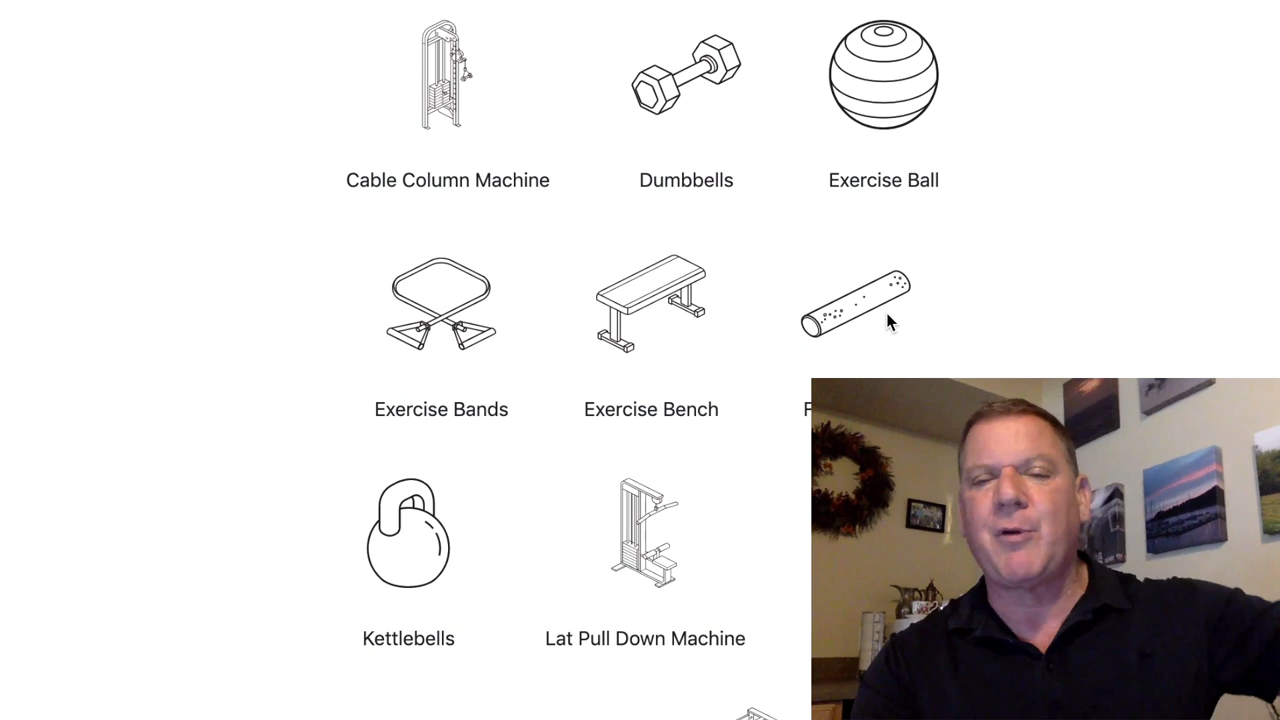 Cable Column Machine
Dumbbells
Exercise Ball
Exercise Bands
Exercise Bench
Kettlebells
Lat Pull Down Machine